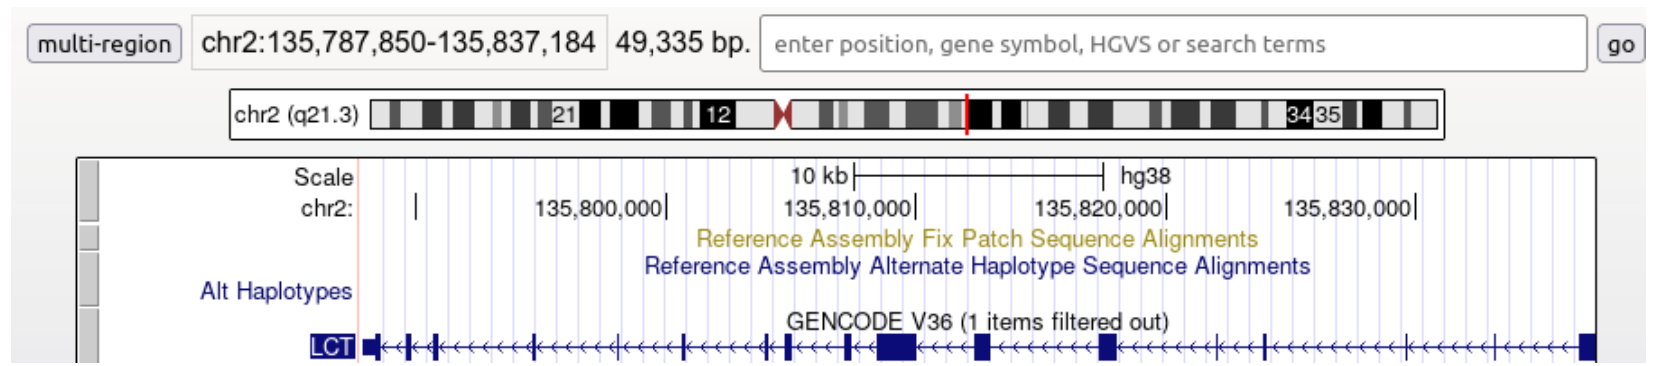 multi-region chr2:135,787,850-135,837,184 49,335 bp. enter position, gene symbol, HGVS or search terms go
chr2 (q21.3) 21 12 34 35
Scale 10 kb hg38
chr2: 135,800,000 135,810,000 135,820,000 135,830,000
Reference Assembly Fix Patch Sequence Alignments
Reference Assembly Alternate Haplotype Sequence Alignments
Alt Haplotypes
GENCODE V36 (1 items filtered out)
LCT